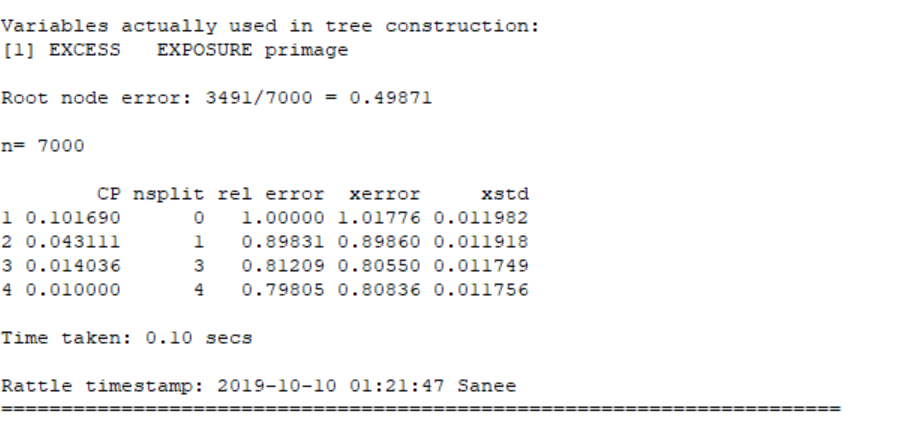 Variables actually used in tree construction:
[1] EXCESS   EXPOSURE primage
Root node error: 3491/7000 = 0.49871
n= 7000
        CP nsplit rel error  xerror     xstd
1 0.101690      0   1.00000 1.01776 0.011982
2 0.043111      1   0.89831 0.89860 0.011918
3 0.014036      3   0.81209 0.80550 0.011749
4 0.010000      4   0.79805 0.80836 0.011756
Time taken: 0.10 secs
Rattle timestamp: 2019-10-10 01:21:47 Sanee
======================================================================